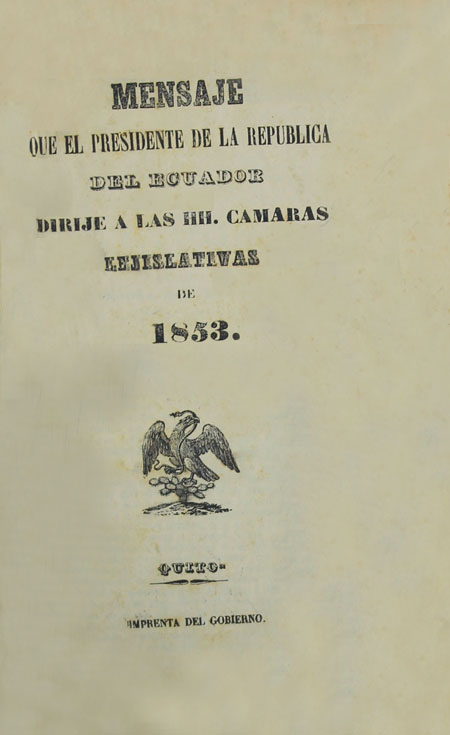 MENSAJE
QUE EL PRESIDENTE DE LA REPUBLICA
DEL ECUADOR
DIRIJE A LAS HH. CAMARAS
LEJISLATIVAS
DE
1853.
QUITO=
IMPRENTA DEL GOBIERNO.